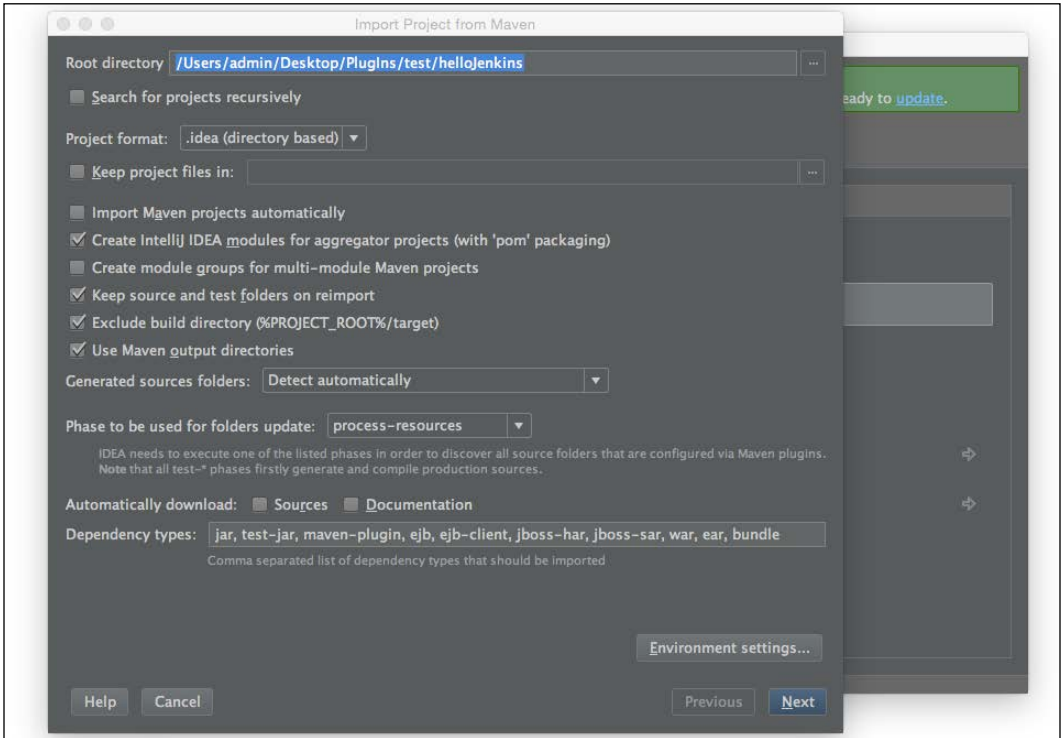 Import Project from Maven
Root directory /Users/admin/Desktop/PlugIns/test/helloJenkins ...
Search for projects recursively
eady to update.
Project format: .idea (directory based)
Keep project files in: ...
Import Maven projects automatically
Create IntelliJ IDEA modules for aggregator projects (with 'pom' packaging)
Create module groups for multi-module Maven projects
Keep source and test folders on reimport
Exclude build directory (%PROJECT_ROOT%/target)
Use Maven output directories
Generated sources folders: Detect automatically
Phase to be used for folders update: process-resources
IDEA needs to execute one of the listed phases in order to discover all source folders that are configured via Maven plugins.
Note that all test-* phases firstly generate and compile production sources.
Automatically download: Sources Documentation
Dependency types: jar, test-jar, maven-plugin, ejb, ejb-client, jboss-har, jboss-sar, war, ear, bundle
Comma separated list of dependency types that should be imported
Environment settings...
Help Cancel Previous Next